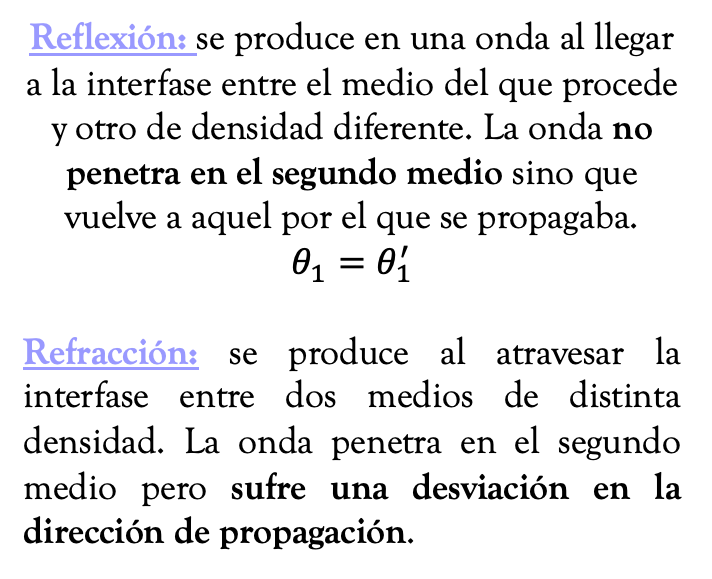 Reflexión: se produce en una onda al llegar
a la interfase entre el medio del que procede
y otro de densidad diferente. La onda no
penetra en el segundo medio sino que
vuelve a aquel por el que se propagaba.
θ₁ = θ₁′
Refracción: se produce al atravesar la
interfase entre dos medios de distinta
densidad. La onda penetra en el segundo
medio pero sufre una desviación en la
dirección de propagación.